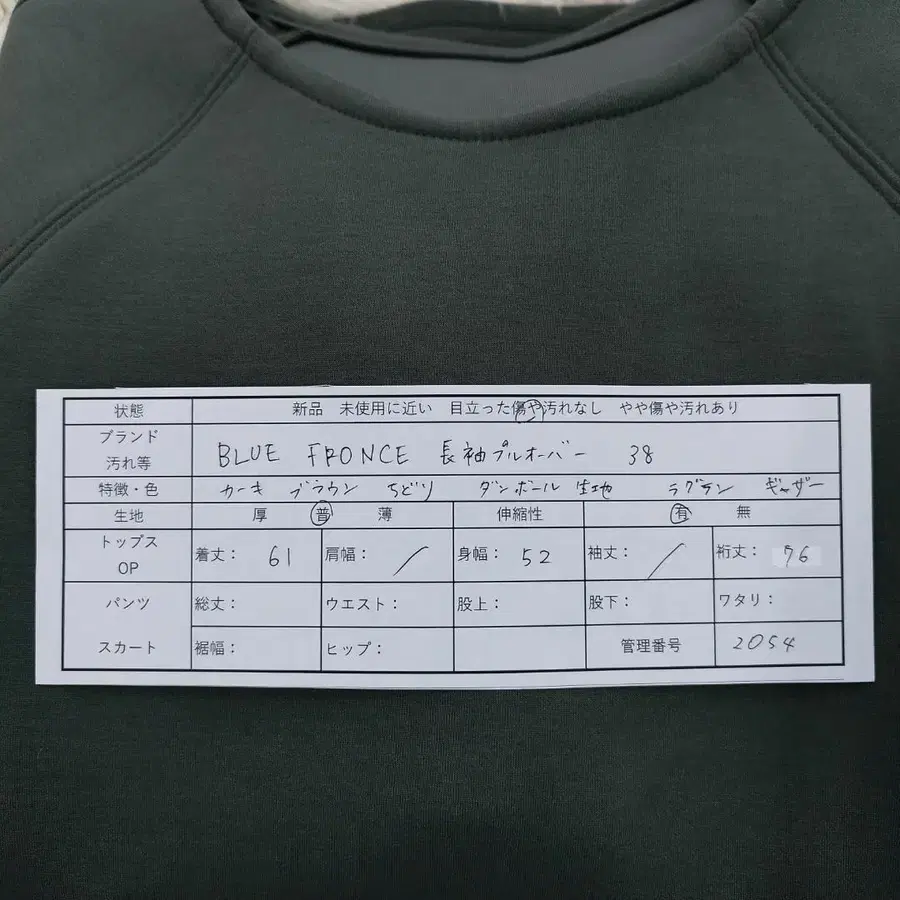 状態 新品 未使用に近い 目立った傷や汚れなし やや傷や汚れあり
ブランド
汚れ等 BLUE FRONCE 長袖プルオーバー 38
特徴・色 カーキ ブラウン ちどり ダンボール 生地 ラグラン ギャザー
生地 厚 普 薄 伸縮性 有 無
トップス
OP 着丈: 61 肩幅: / 身幅: 52 袖丈: / 裄丈: 76
パンツ 総丈: ウエスト: 股上: 股下: ワタリ:
スカート 裾幅: ヒップ: 管理番号 2054